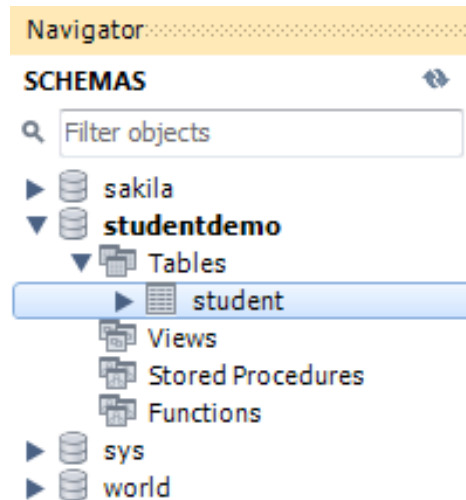 Navigator
SCHEMAS
Filter objects
sakila
studentdemo
Tables
student
Views
Stored Procedures
Functions
sys
world